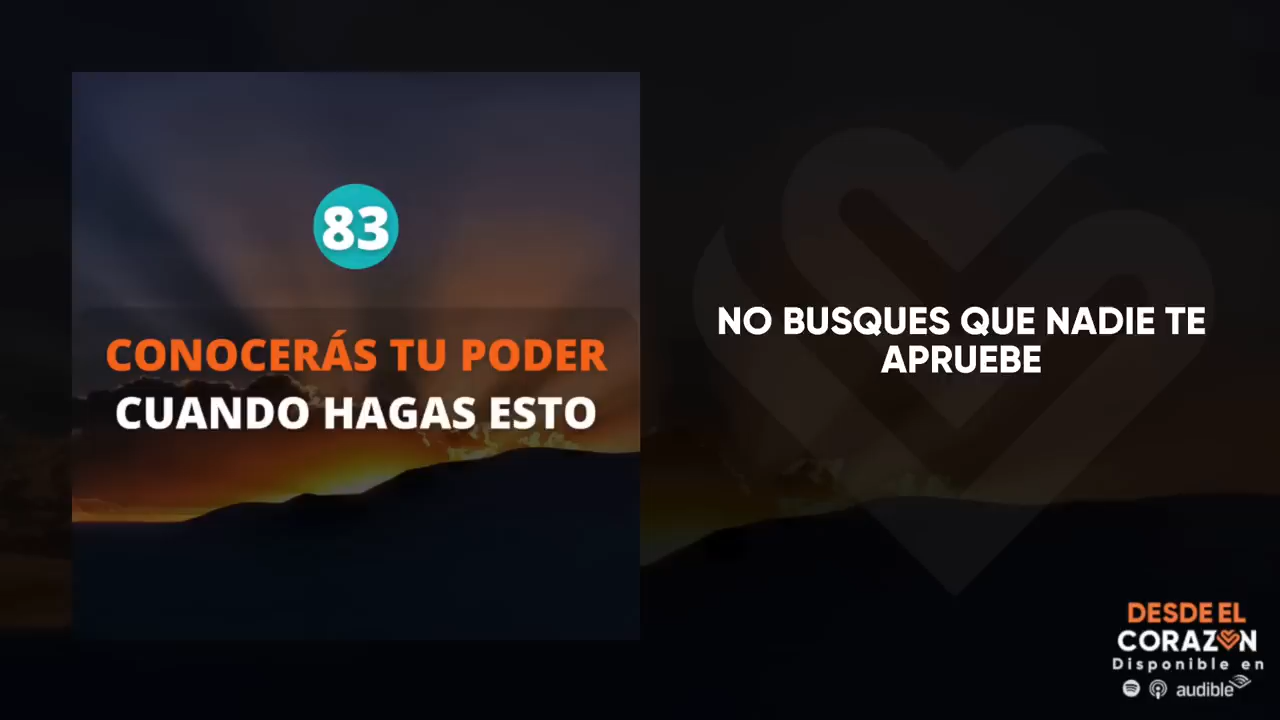 83
CONOCERÁS TU PODER
CUANDO HAGAS ESTO
NO BUSQUES QUE NADIE TE
APRUEBE
DESDE EL
CORAZON
Disponible en
audible